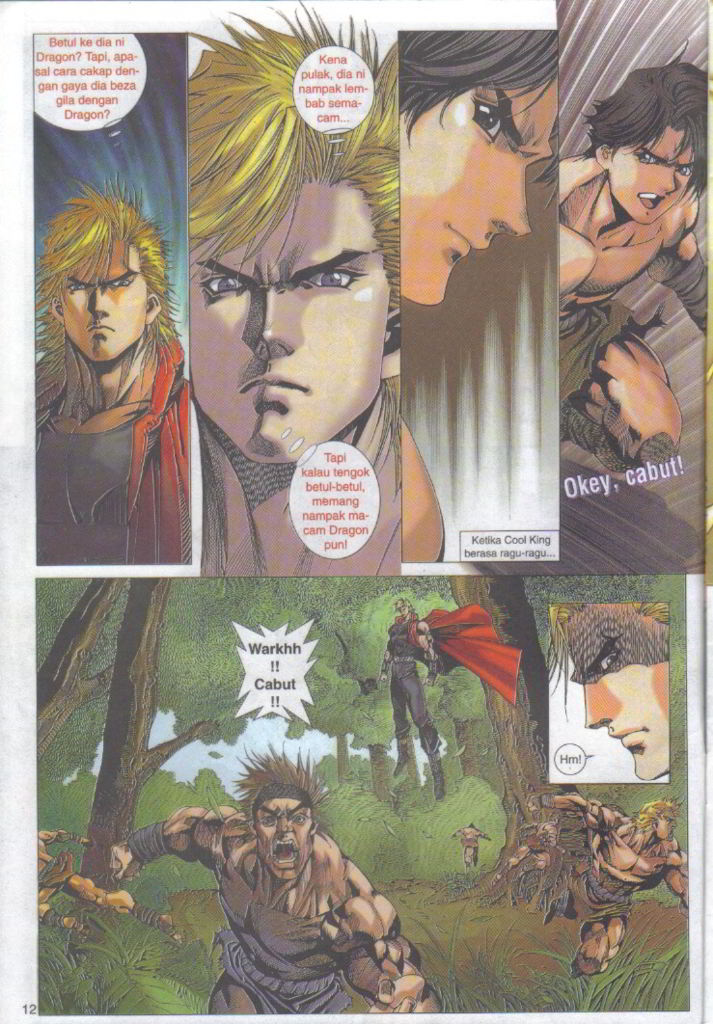 Betul ke dia ni
Dragon? Tapi, apa-
sal cara cakap den-
gan gaya dia beza
gila dengan
Dragon?
Kena
pulak, dia ni
nampak lem-
bab sema-
cam...
Tapi
kalau tengok
betul-betul,
memang
nampak ma-
cam Dragon
pun!
Ketika Cool King
berasa ragu-ragu...
Okey, cabut!
Warkhh
!!
Cabut
!!
Hm!
12